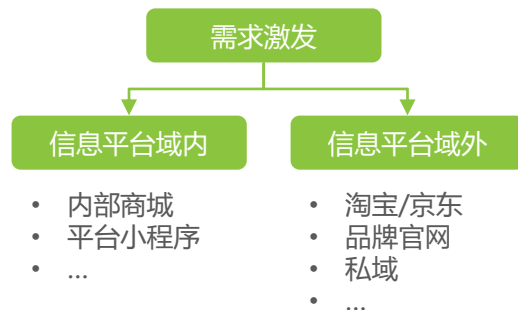 需求激发
信息平台域内
信息平台域外
• 内部商城
• 平台小程序
• ...
• 淘宝/京东
• 品牌官网
• 私域
• ...